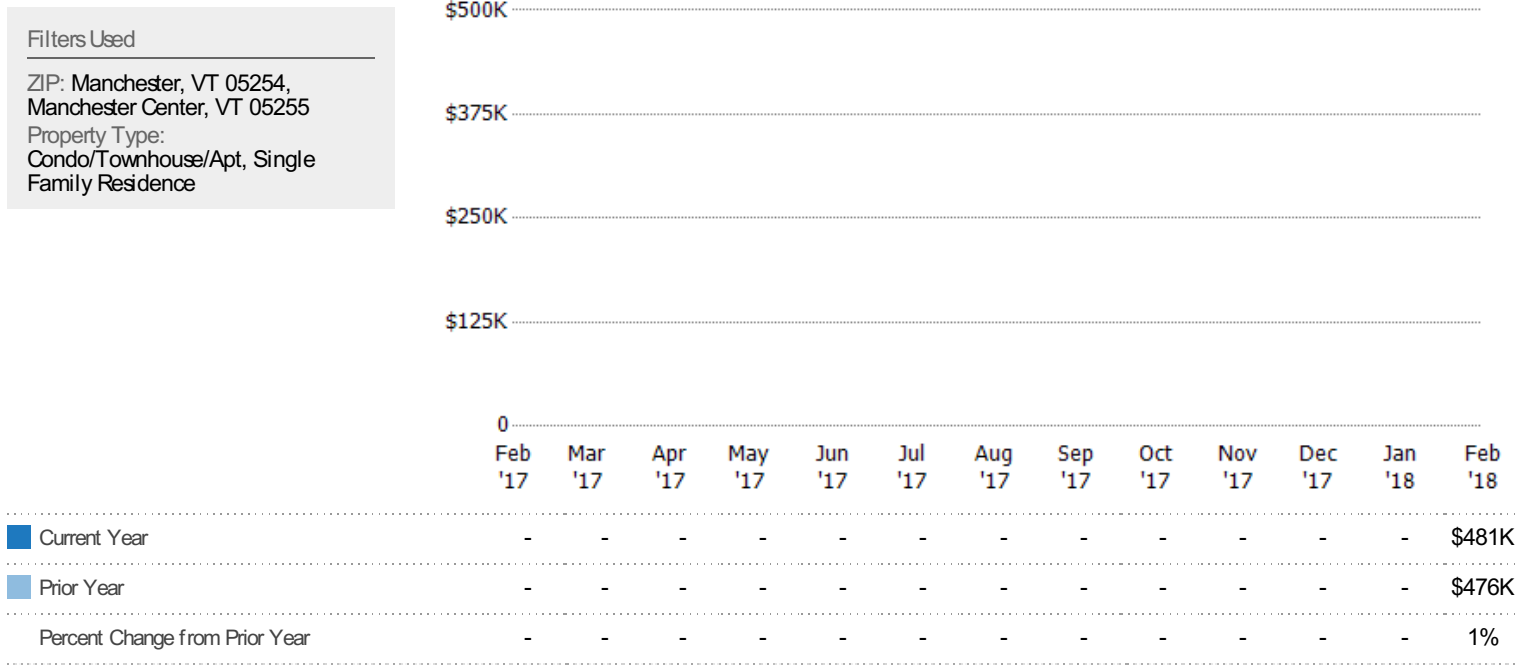 Filters Used
ZIP: Manchester, VT 05254,
Manchester Center, VT 05255
Property Type:
Condo/Townhouse/Apt, Single
Family Residence
$500K
$375K
$250K
$125K
0
Feb '17 Mar '17 Apr '17 May '17 Jun '17 Jul '17 Aug '17 Sep '17 Oct '17 Nov '17 Dec '17 Jan '18 Feb '18
Current Year - - - - - - - - - - - - $481K
Prior Year - - - - - - - - - - - - $476K
Percent Change from Prior Year - - - - - - - - - - - - 1%